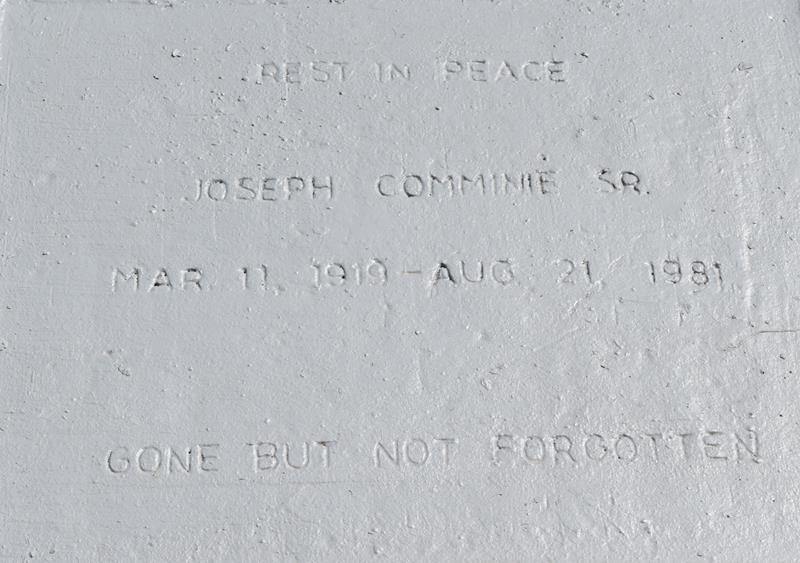 REST IN PEACE
JOSEPH COMMINIE SR.
MAR. 11, 1919 - AUG. 21, 1981
GONE BUT NOT FORGOTTEN